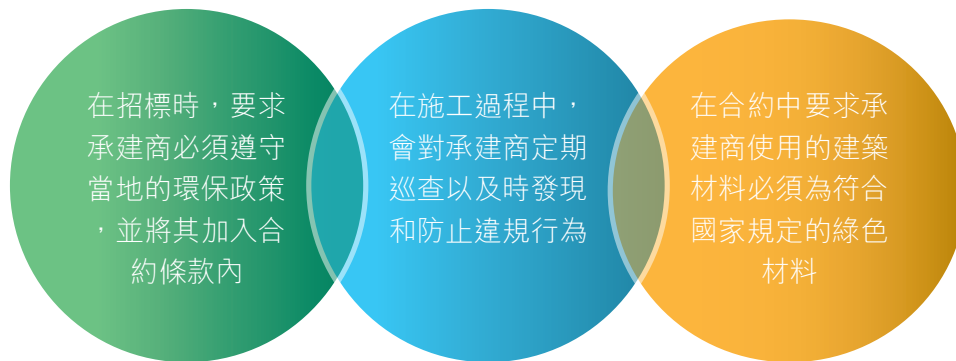 在招標時，要求
承建商必須遵守
當地的環保政策
，並將其加入合
約條款內
在施工過程中，
會對承建商定期
巡查以及時發現
和防止違規行為
在合約中要求承
建商使用的建築
材料必須為符合
國家規定的綠色
材料